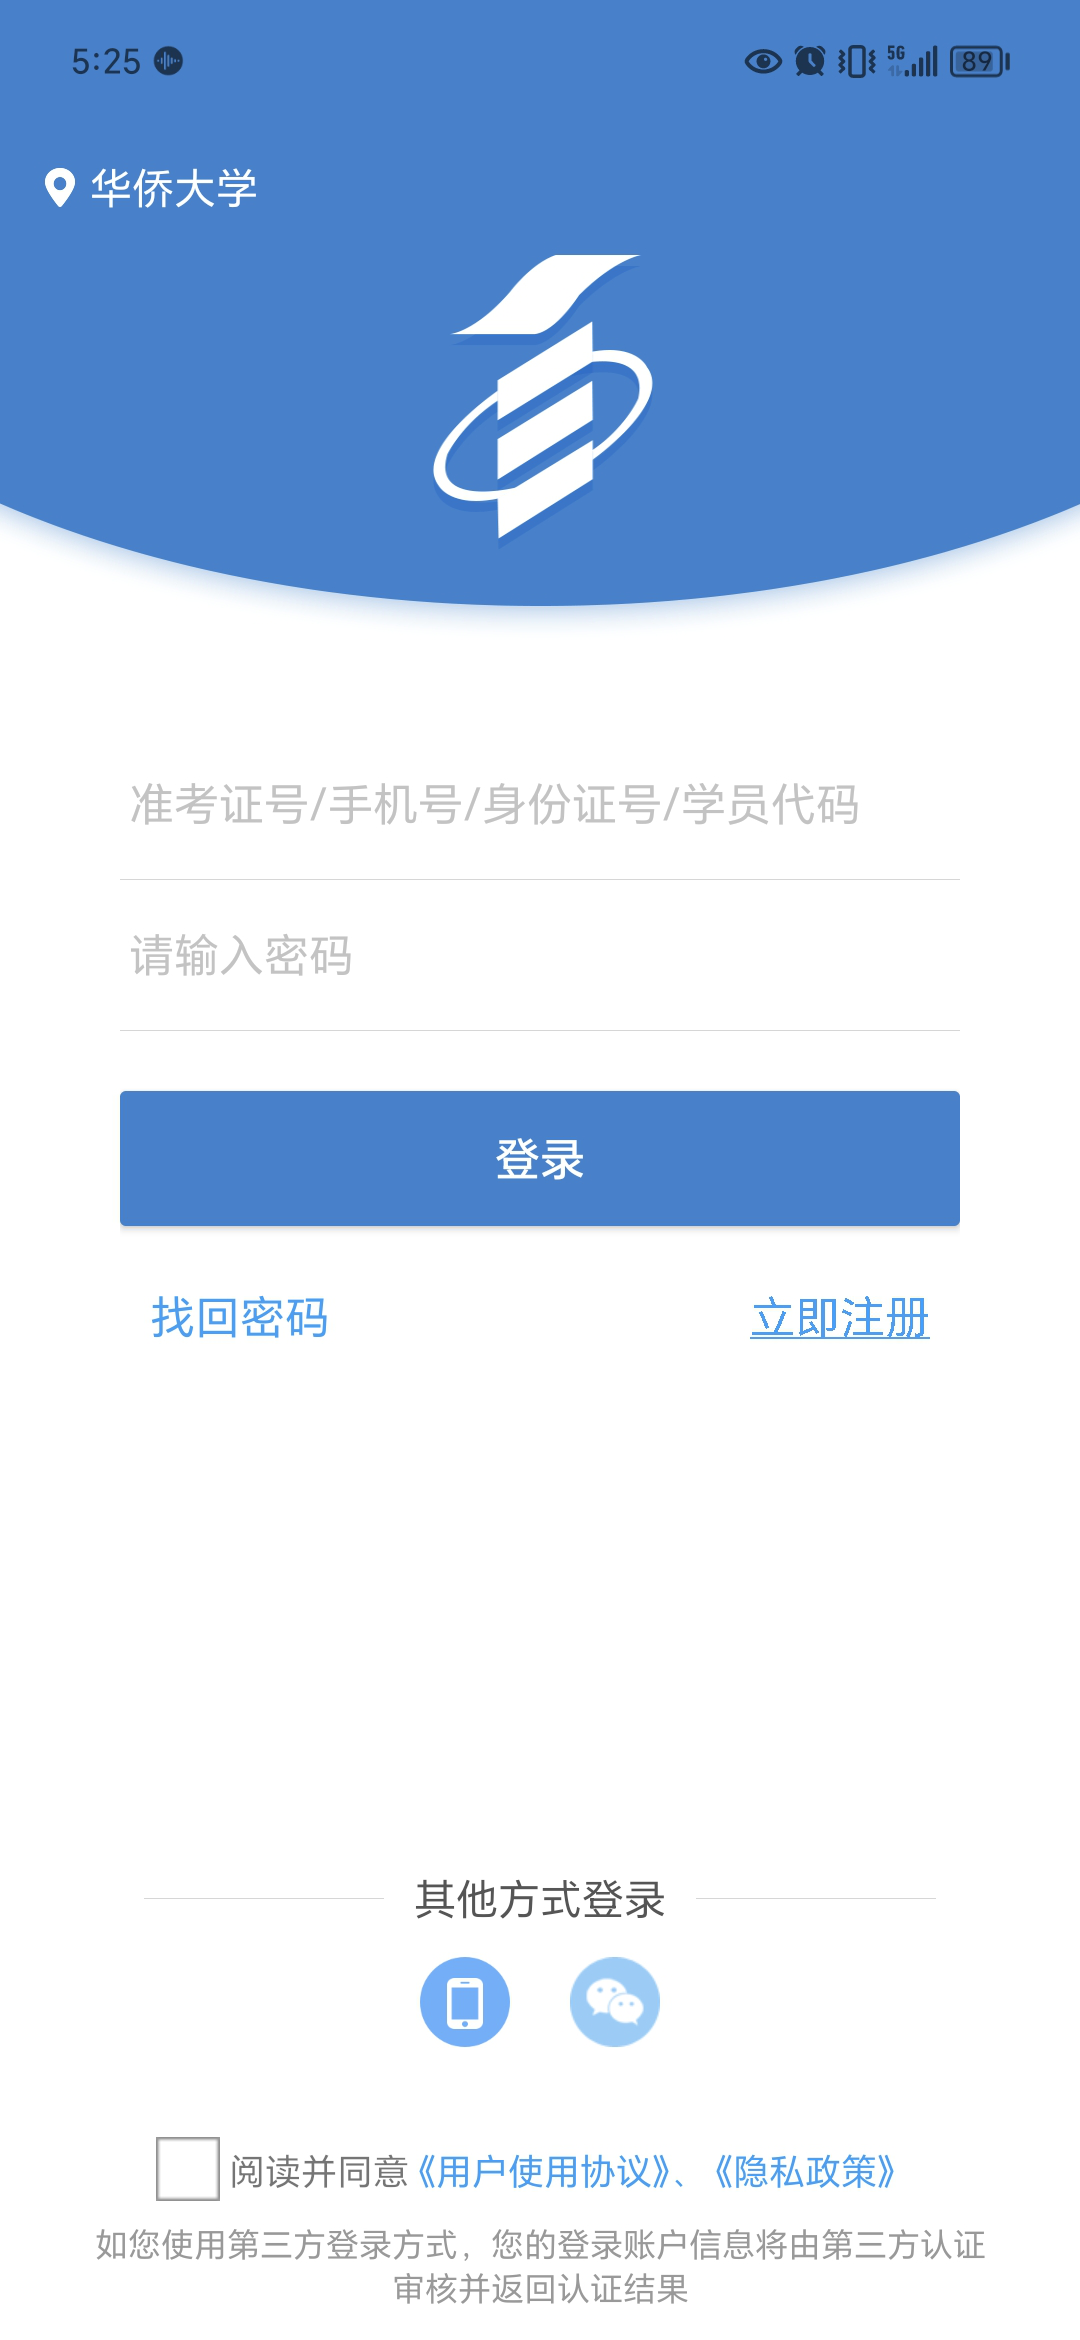 5:25
5G
89
华侨大学
准考证号/手机号/身份证号/学员代码
请输入密码
登录
找回密码
立即注册
其他方式登录
阅读并同意《用户使用协议》、《隐私政策》
如您使用第三方登录方式，您的登录账户信息将由第三方认证
审核并返回认证结果